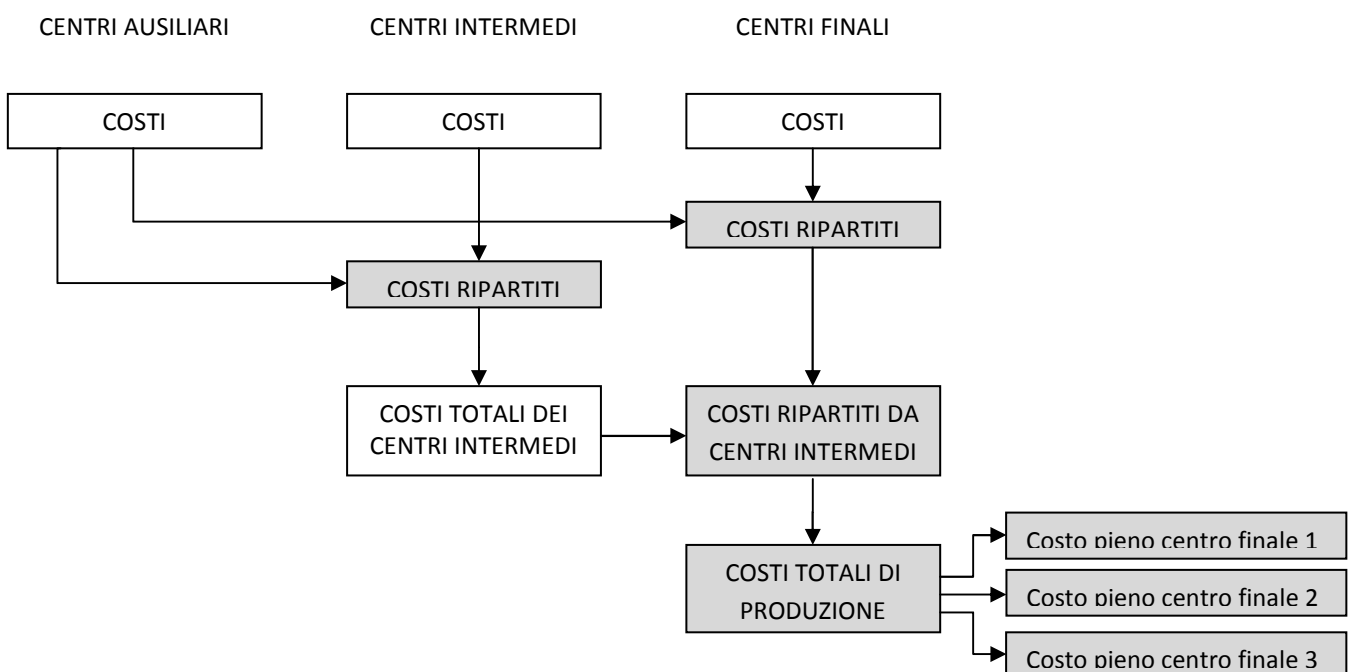 CENTRI AUSILIARI
CENTRI INTERMEDI
CENTRI FINALI
COSTI
COSTI
COSTI
COSTI RIPARTITI
COSTI RIPARTITI
COSTI TOTALI DEI
CENTRI INTERMEDI
COSTI RIPARTITI DA
CENTRI INTERMEDI
COSTI TOTALI DI
PRODUZIONE
Costo pieno centro finale 1
Costo pieno centro finale 2
Costo pieno centro finale 3